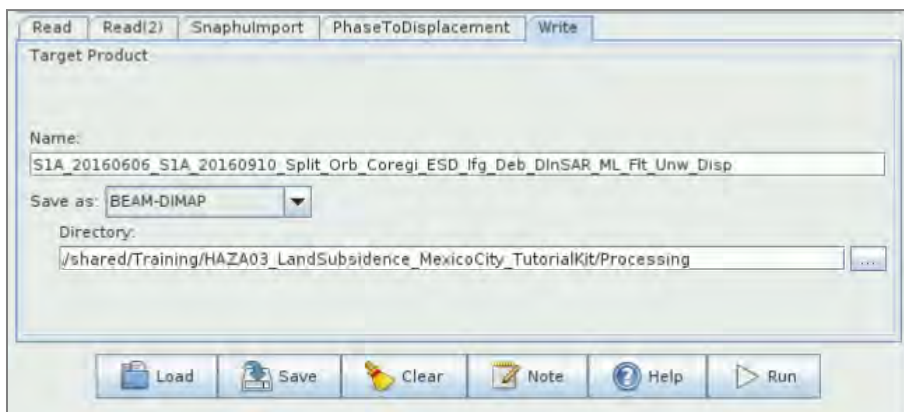 Read Read(2) SnaphuImport PhaseToDisplacement Write
Target Product
Name:
S1A_20160606_S1A_20160910_Split_Orb_Coregi_ESD_Ifg_Deb_DInSAR_ML_Flt_Unw_Disp
Save as: BEAM-DIMAP
Directory:
/shared/Training/HAZA03_LandSubsidence_MexicoCity_TutorialKit/Processing
...
Load Save Clear Note Help Run